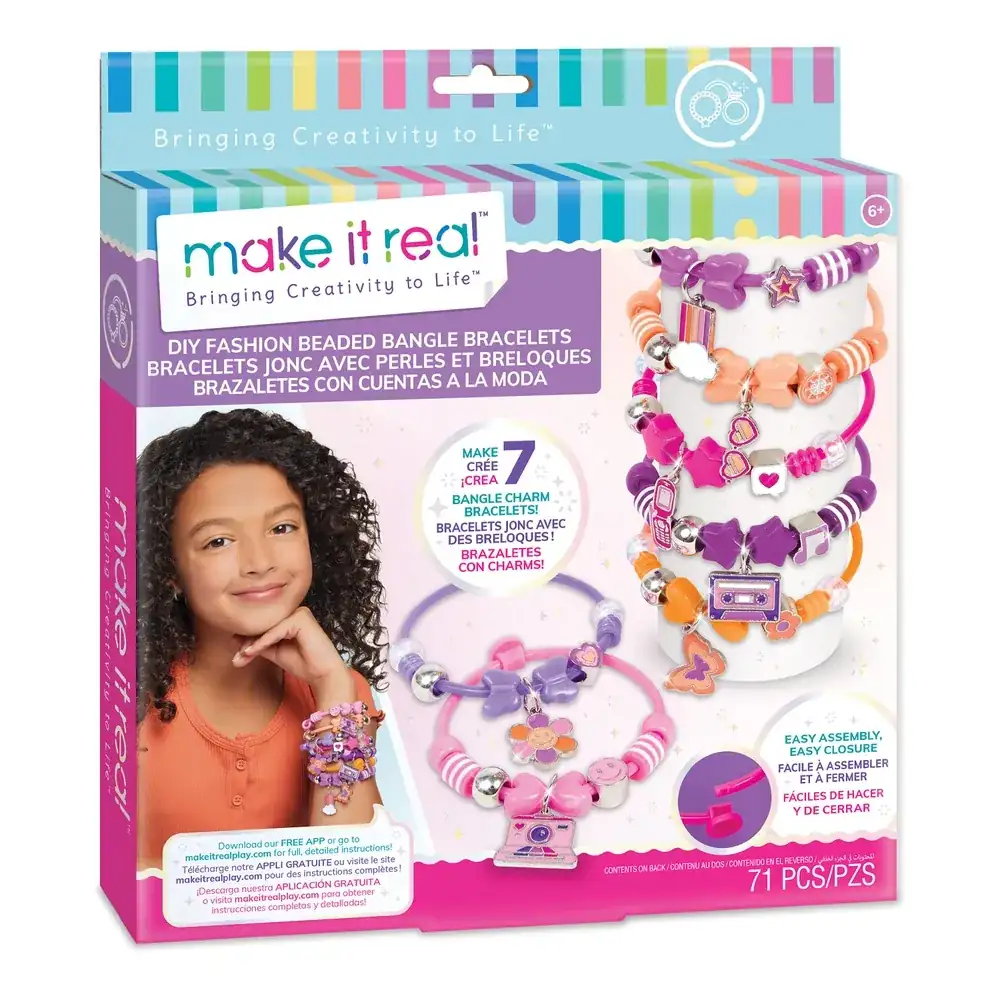 Bringing Creativity to Life™
6+
make it real™
Bringing Creativity to Life™
DIY FASHION BEADED BANGLE BRACELETS
BRACELETS JONC AVEC PERLES ET BRELOQUES
BRAZALETES CON CUENTAS A LA MODA
MAKE
CRÉE
¡CREA
7
BANGLE CHARM
BRACELETS!
BRACELETS JONC AVEC
DES BRELOQUES !
BRAZALETES
CON CHARMS!
make it real™
Bringing Creativity to Life™
EASY ASSEMBLY,
EASY CLOSURE
FACILE À ASSEMBLER
ET À FERMER
FÁCILES DE HACER
Y DE CERRAR
Download our FREE APP or go to
makeitrealplay.com for full, detailed instructions!
Télécharge notre APPLI GRATUITE ou visite le site
makeitrealplay.com pour des instructions complètes !
¡Descarga nuestra APLICACIÓN GRATUITA
o visita makeitrealplay.com para obtener
instrucciones completas y detalladas!
CONTENTS ON BACK / CONTENU AU DOS / CONTENIDO EN EL REVERSO /
71 PCS/PZS